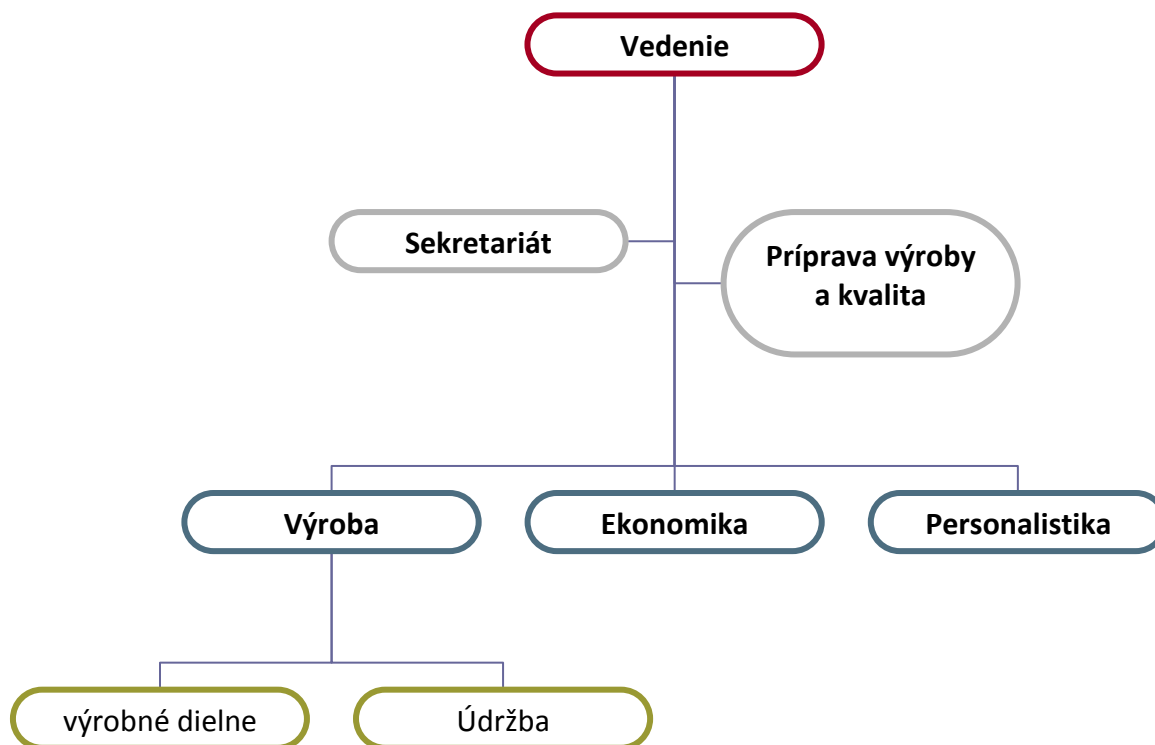 Vedenie
Sekretariát
Príprava výroby
a kvalita
Výroba
Ekonomika
Personalistika
výrobné dielne
Údržba